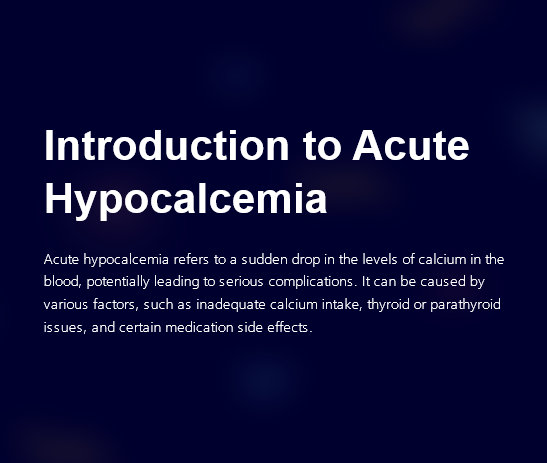 Introduction to Acute
Hypocalcemia
Acute hypocalcemia refers to a sudden drop in the levels of calcium in the
blood, potentially leading to serious complications. It can be caused by
various factors, such as inadequate calcium intake, thyroid or parathyroid
issues, and certain medication side effects.